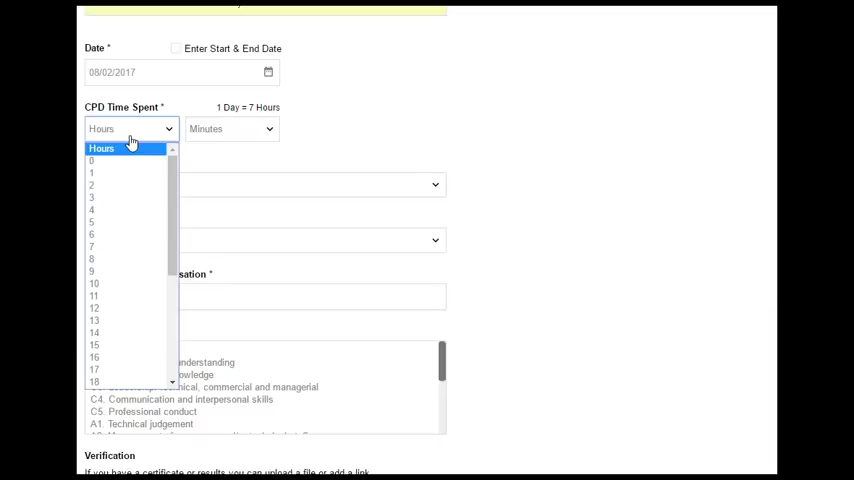 Date * Enter Start & End Date
08/02/2017
CPD Time Spent * 1 Day = 7 Hours
Hours Minutes
Hours
0
1
2
3
4
5
6
7
8
9
10
11
12
13
14
15
16
17
18
sation *
understanding
owledge
nical, commercial and managerial
C4. Communication and interpersonal skills
C5. Professional conduct
A1. Technical judgement
Verification
If you have a certificate or results you can upload a file or add a link